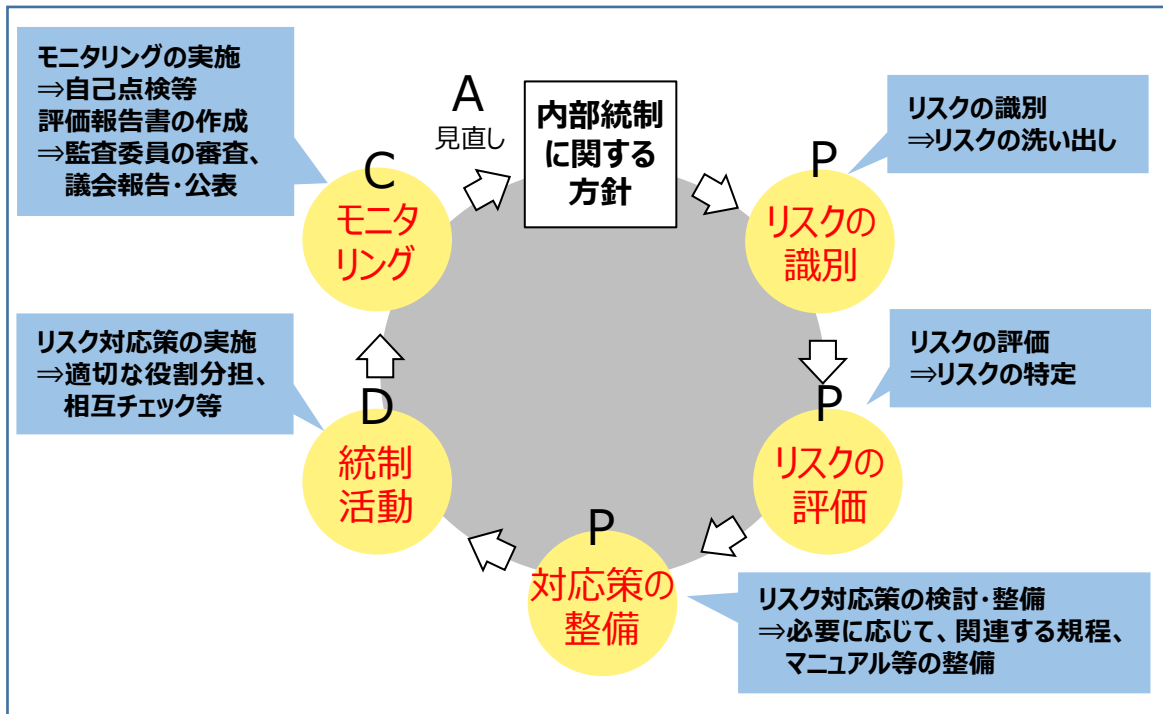 モニタリングの実施
⇒自己点検等
評価報告書の作成
⇒監査委員の審査、
議会報告・公表
A
見直し
内部統制
に関する
方針
リスクの識別
⇒リスクの洗い出し
P
リスクの
識別
リスクの評価
⇒リスクの特定
P
リスクの
評価
P
対応策の
整備
リスク対応策の検討・整備
⇒必要に応じて、関連する規程、
マニュアル等の整備
リスク対応策の実施
⇒適切な役割分担、
相互チェック等
D
統制
活動
C
モニタ
リング